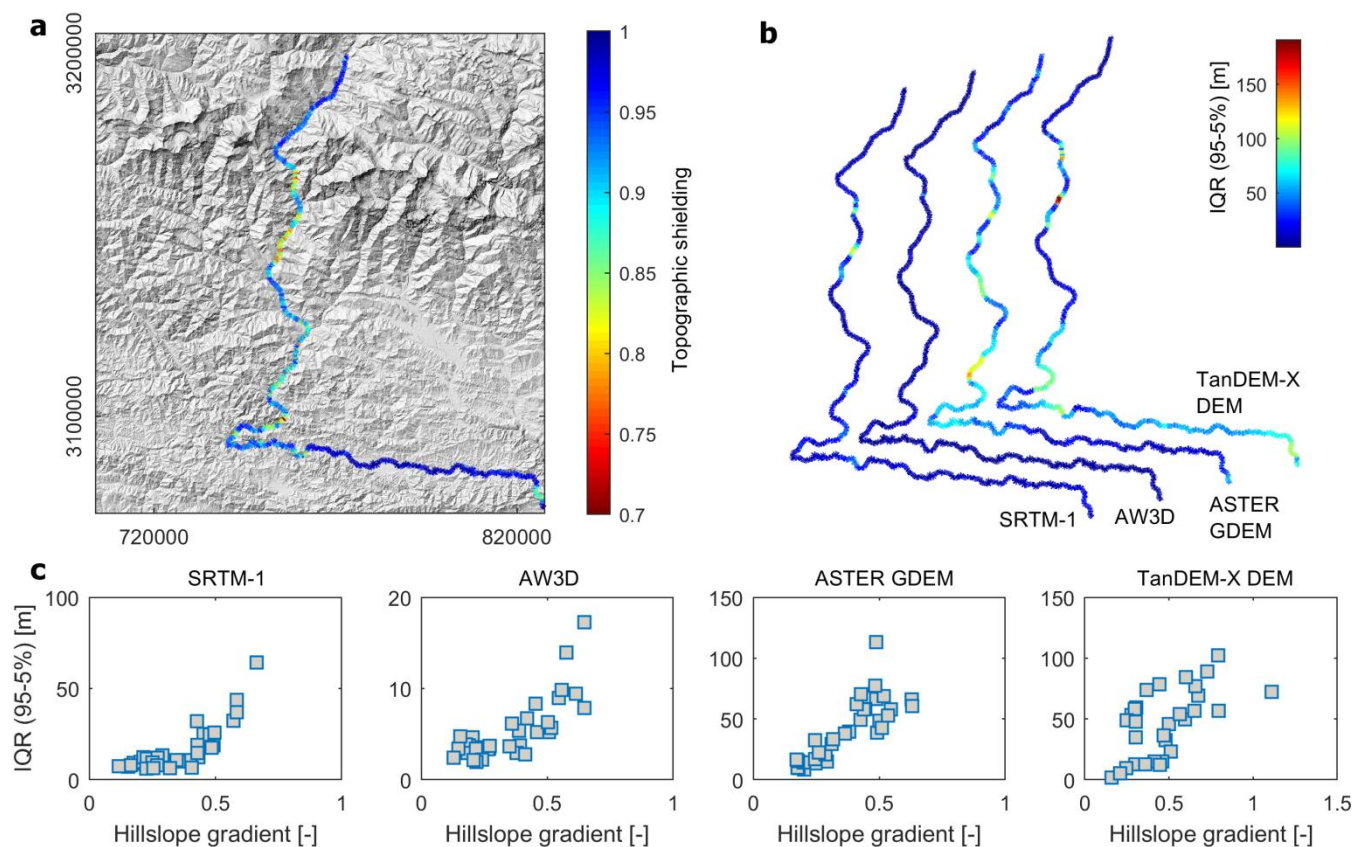 a
3200000
3100000
720000
820000
1
0.95
0.9
0.85
0.8
0.75
0.7
Topographic shielding
b
IQR (95-5%) [m]
150
100
50
TanDEM-X
DEM
ASTER
GDEM
AW3D
SRTM-1
c
SRTM-1
IQR (95-5%) [m]
100
50
0
0
0.5
1
Hillslope gradient [-]
AW3D
20
10
0
0
0.5
1
Hillslope gradient [-]
ASTER GDEM
150
100
50
0
0
0.5
1
Hillslope gradient [-]
TanDEM-X DEM
150
100
50
0
0
0.5
1
1.5
Hillslope gradient [-]